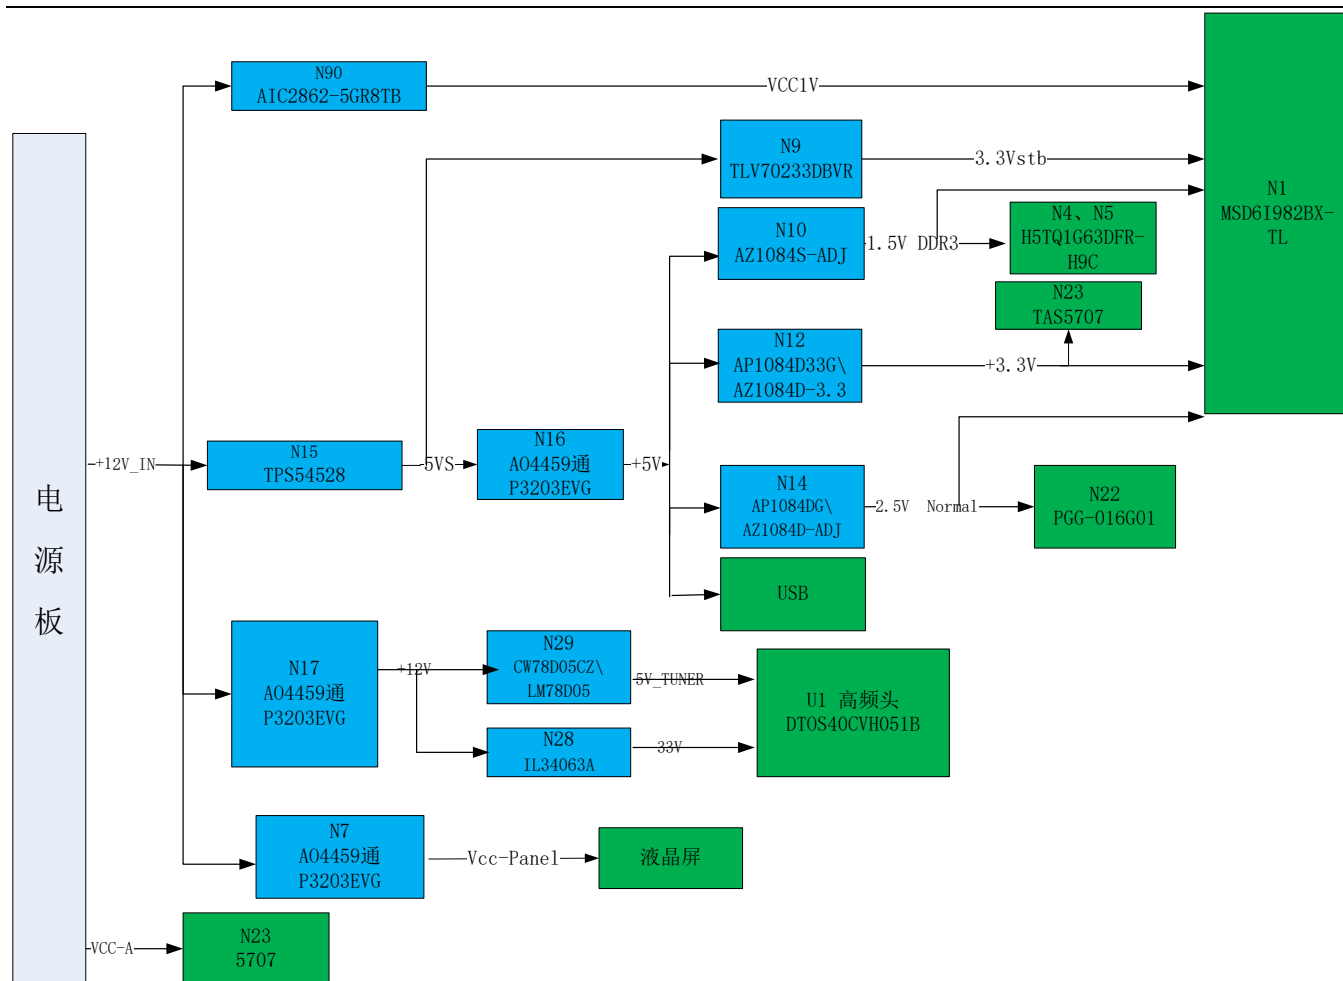 N90
AIC2862-5GR8TB
VCC1V
N9
TLV70233DBVR
3.3Vstb
N1
MSD6I982BX-
TL
N10
AZ1084S-ADJ
1.5V DDR3
N4、N5
H5TQ1G63DFR-
H9C
N23
TAS5707
N12
AP1084D33G\
AZ1084D-3.3
+3.3V
电
源
板
+12V_IN
N15
TPS54528
5VS
N16
AO4459通
P3203EVG
+5V
N14
AP1084DG\
AZ1084D-ADJ
2.5V Normal
N22
PGG-016G01
USB
N17
AO4459通
P3203EVG
+12V
N29
CW78D05CZ\
LM78D05
5V_TUNER
N28
IL34063A
33V
U1 高频头
DTOS40CVH051B
N7
AO4459通
P3203EVG
Vcc-Panel
液晶屏
VCC-A
N23
5707